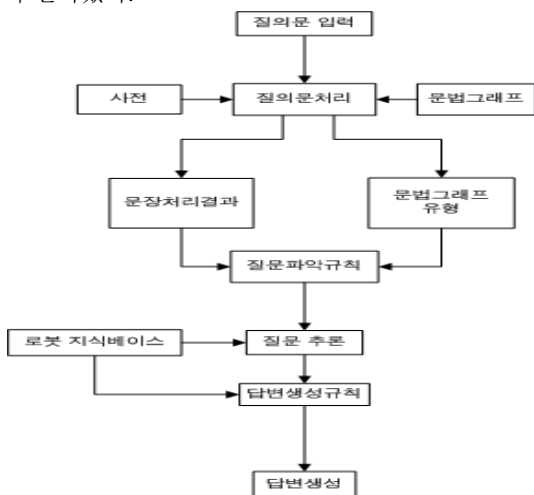 질의문 입력
사전
질의문처리
문법그래프
문장처리결과
문법그래프
유형
질문파악규칙
로봇 지식베이스
질문 추론
답변생성규칙
답변생성